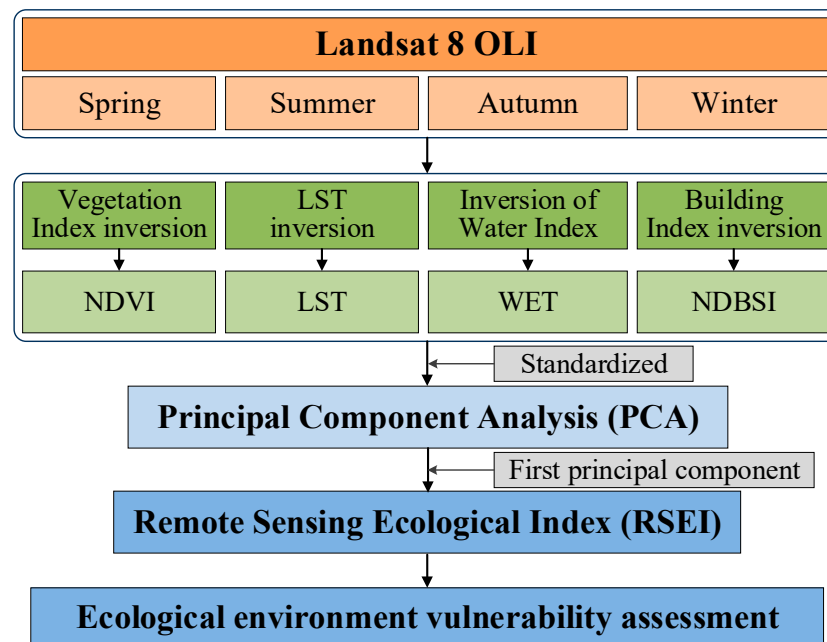 Landsat 8 OLI
Spring
Summer
Autumn
Winter
Vegetation
Index inversion
LST
inversion
Inversion of
Water Index
Building
Index inversion
NDVI
LST
WET
NDBSI
Standardized
Principal Component Analysis (PCA)
First principal component
Remote Sensing Ecological Index (RSEI)
Ecological environment vulnerability assessment